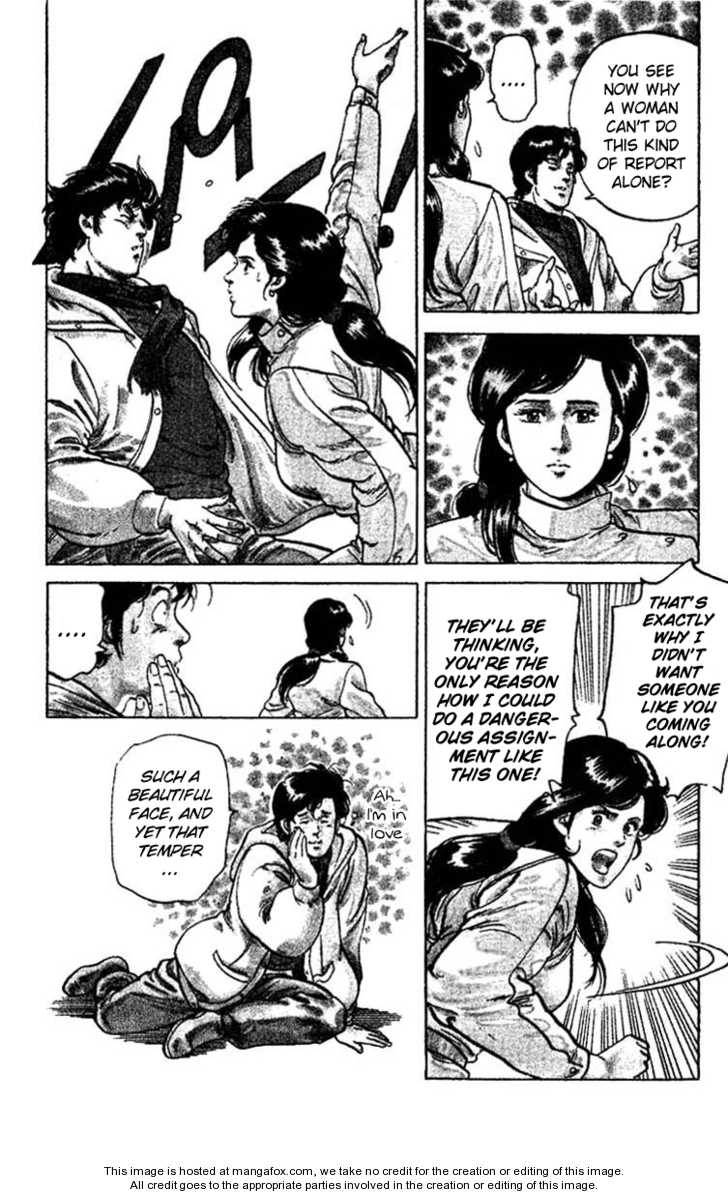 YOU SEE
NOW WHY
A WOMAN
CAN'T DO
THIS KIND
OF REPORT
ALONE?
....
THAT'S
EXACTLY
WHY I
DIDN'T
WANT
SOMEONE
LIKE YOU
COMING
ALONG!
THEY'LL BE
THINKING,
YOU'RE THE
ONLY REASON
HOW I COULD
DO A DANGER-
OUS ASSIGN-
MENT LIKE
THIS ONE!
....
SUCH A
BEAUTIFUL
FACE, AND
YET THAT
TEMPER
...
Ah...
I'm in
love
This image is hosted at mangafox.com, we take no credit for the creation or editing of this image.
All credit goes to the appropriate parties involved in the creation or editing of this image.